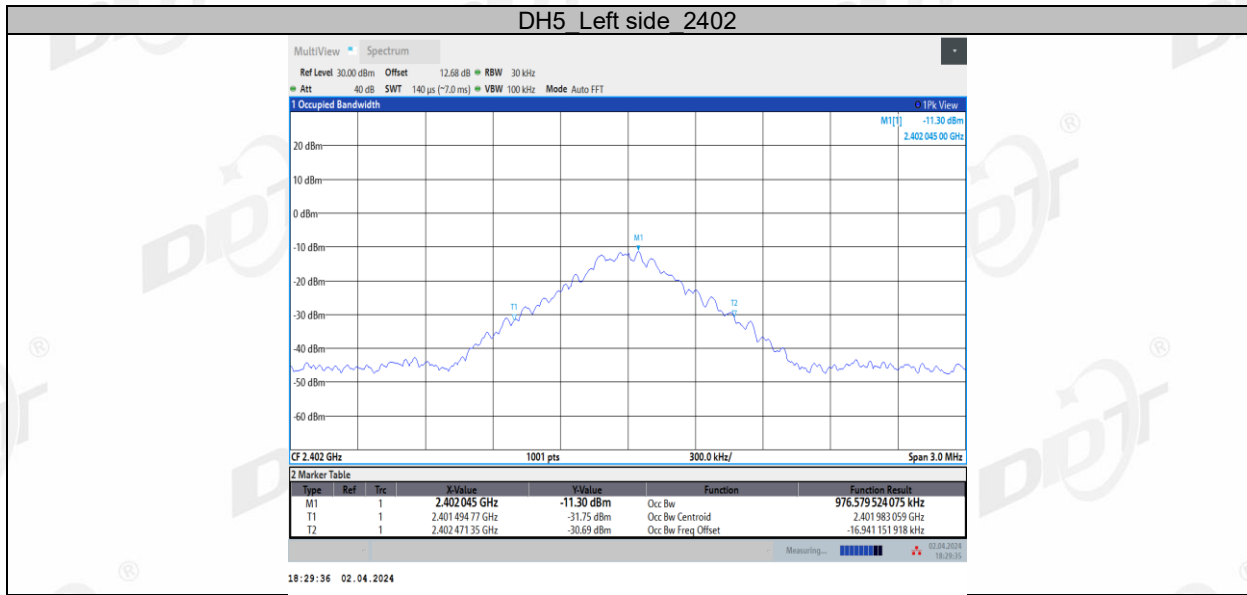 DH5_Left side_2402
MultiView Spectrum
Ref Level 30.00 dBm Offset 12.68 dB RBW 30 kHz
Att 40 dB SWT 140 µs (~7.0 ms) VBW 100 kHz Mode Auto FFT
1 Occupied Bandwidth 1Pk View
M1[1] -11.30 dBm
2.402 045 00 GHz
20 dBm
10 dBm
0 dBm
-10 dBm
M1
-20 dBm
T1
T2
-30 dBm
-40 dBm
-50 dBm
-60 dBm
CF 2.402 GHz 1001 pts 300.0 kHz/ Span 3.0 MHz
2 Marker Table
Type Ref Trc X-Value Y-Value Function Function Result
M1 1 2.402 045 GHz -11.30 dBm Occ Bw 976.579 524 075 kHz
T1 1 2.401 494 77 GHz -31.75 dBm Occ Bw Centroid 2.401 983 059 GHz
T2 1 2.402 471 35 GHz -30.69 dBm Occ Bw Freq Offset -16.941 151 918 kHz
Measuring... 02.04.2024
18:29:35
18:29:36 02.04.2024
DDT
®